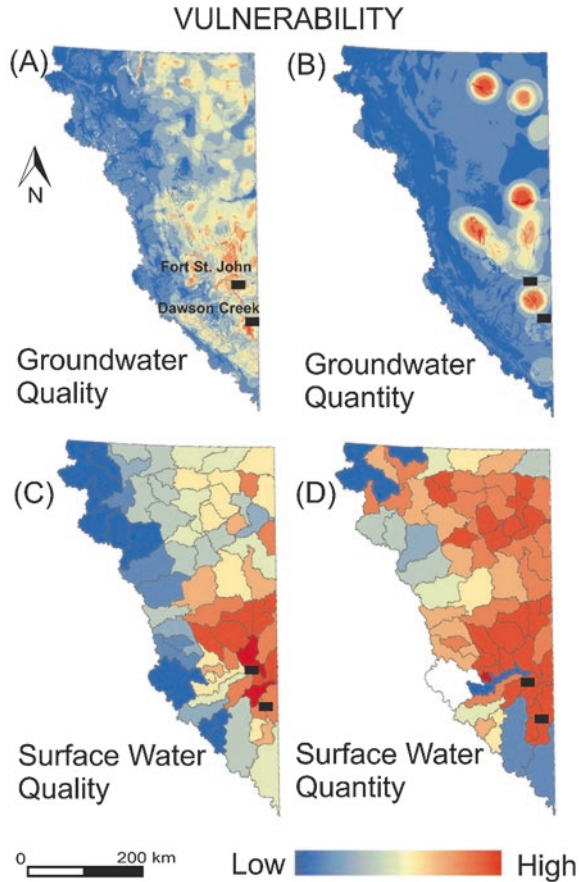 VULNERABILITY
(A)
(B)
N
Fort St. John
Dawson Creek
Groundwater
Quality
Groundwater
Quantity
(C)
(D)
Surface Water
Quality
Surface Water
Quantity
0 200 km
Low High